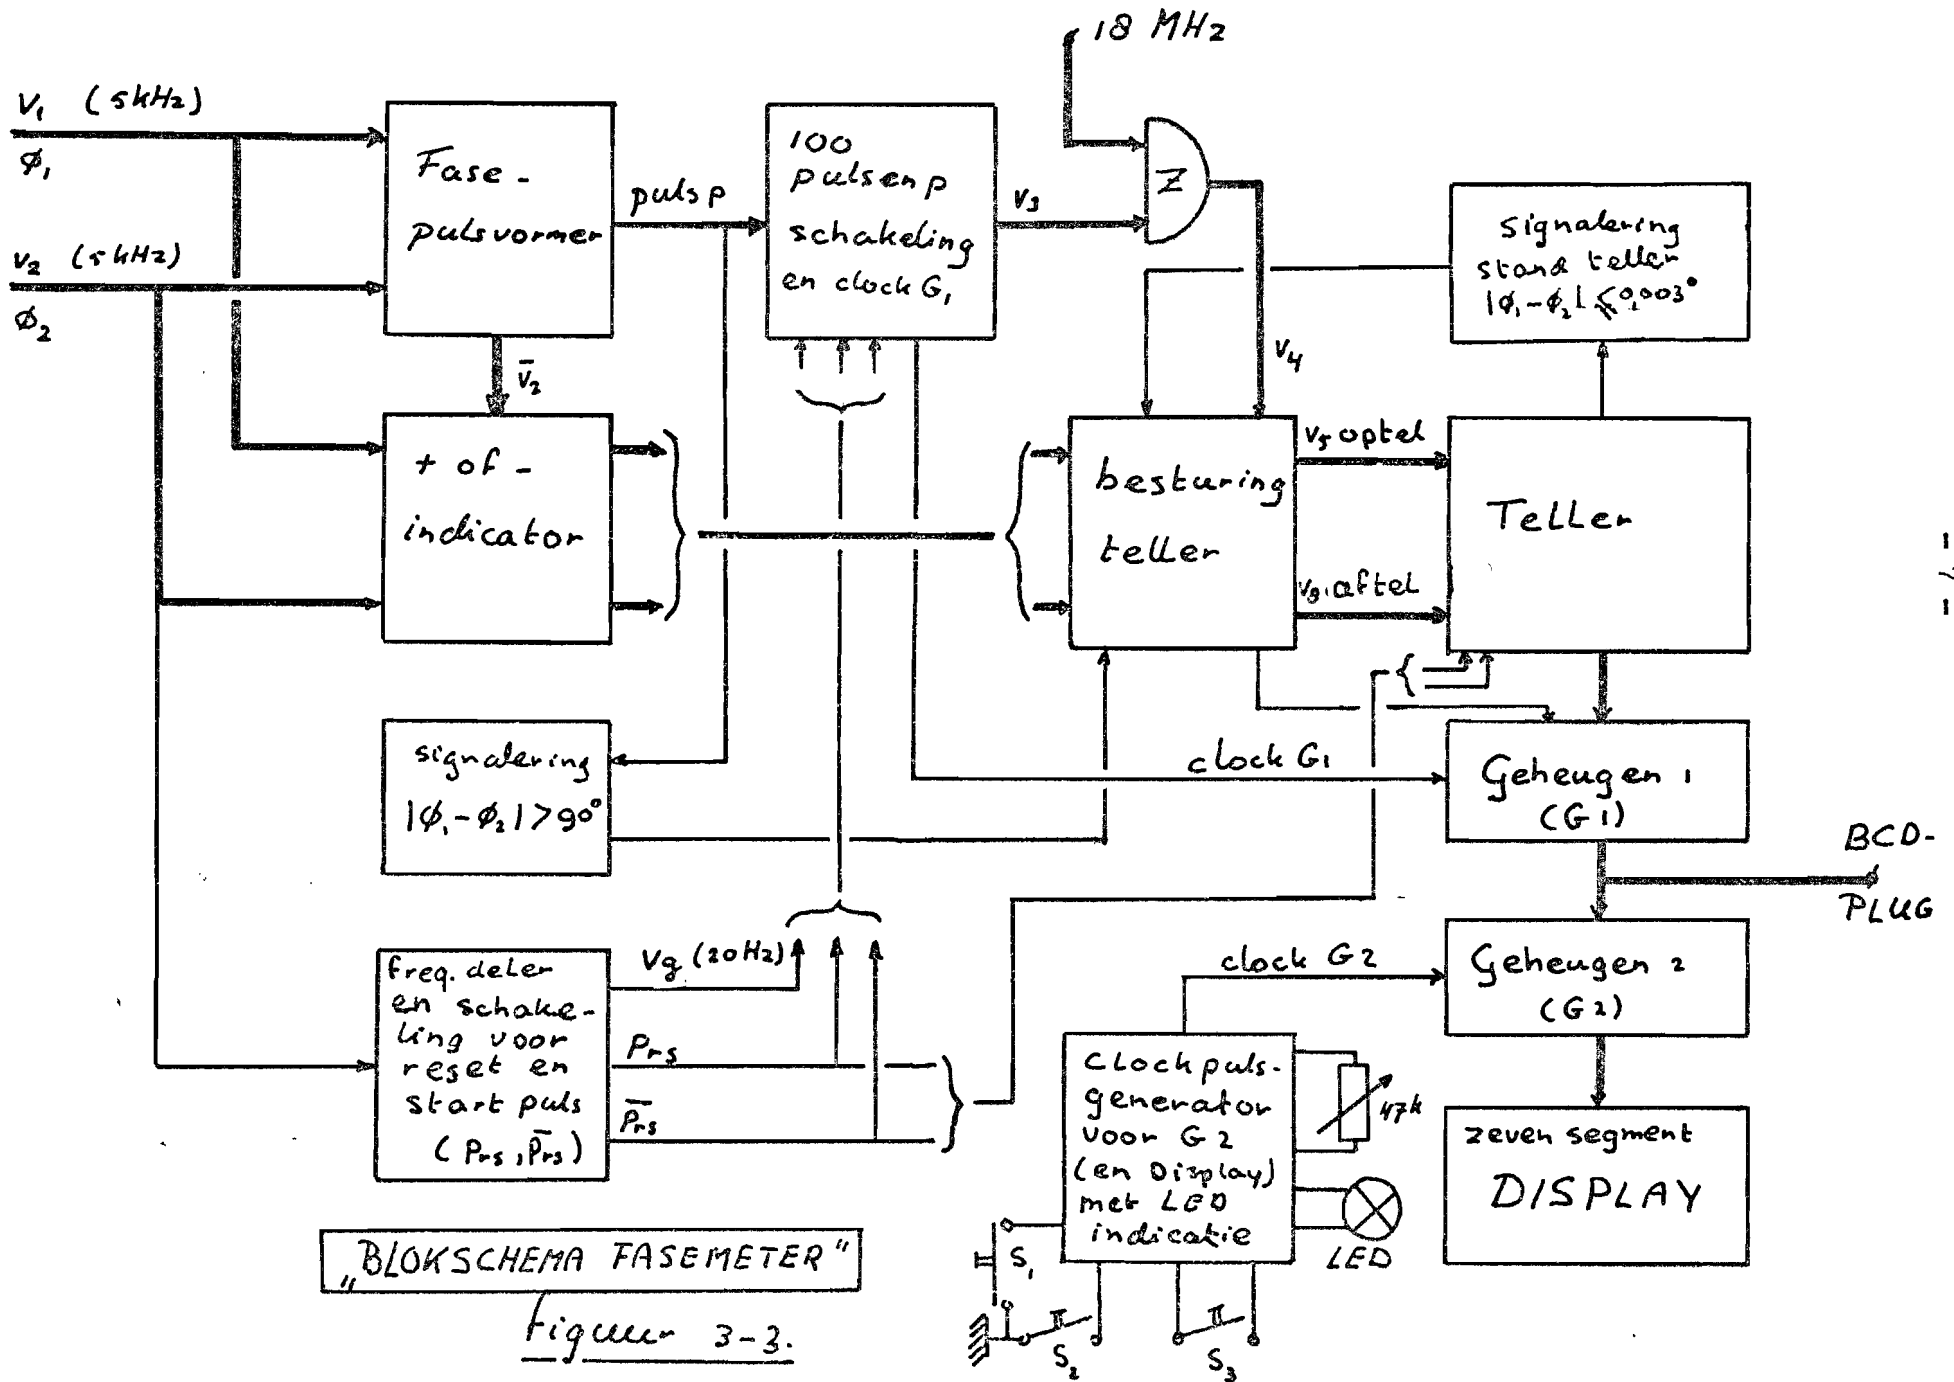 18 MHz
V₁ (5kHz)
φ₁
V₂ (5kHz)
φ₂
Fase-
pulsvormer
puls p
100
pulsen p
schakeling
en clock G₁
V₃
Z
V₄
signalering
stand teller
|φ₁-φ₂| ≤ 0,003°
V̅₂
+ of -
indicator
besturing
teller
V₅ optel
aftel
Teller
- 7 -
signalering
|φ₁-φ₂| > 90°
clock G1
Geheugen 1
(G1)
BCD-
PLUG
freq. deler
en schake-
ling voor
reset en
start puls
(Prs, P̅r̅s̅)
Vg (20Hz)
Prs
P̅r̅s̅
clock G2
Geheugen 2
(G2)
Clockpuls-
generator
voor G2
(en Display)
met LED
indicatie
47k
LED
zeven segment
DISPLAY
S₁
S₂
S₃
„BLOKSCHEMA FASEMETER"
Figuur 3-3.